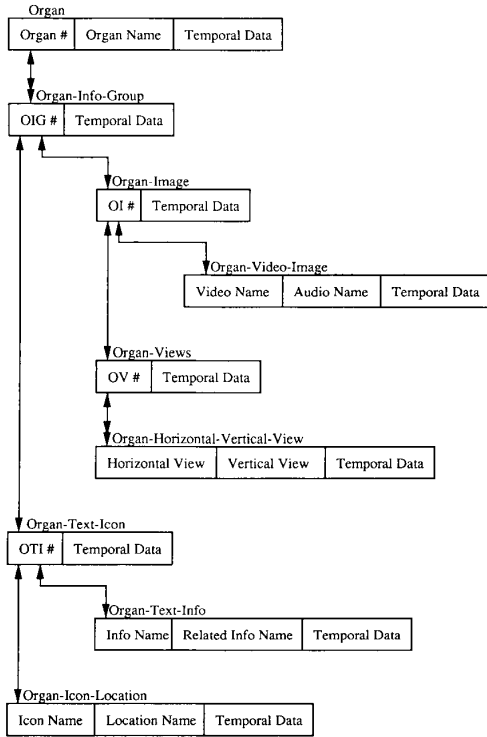 Organ
Organ # Organ Name Temporal Data
Organ-Info-Group
OIG # Temporal Data
Organ-Image
OI # Temporal Data
Organ-Video-Image
Video Name Audio Name Temporal Data
Organ-Views
OV # Temporal Data
Organ-Horizontal-Vertical-View
Horizontal View Vertical View Temporal Data
Organ-Text-Icon
OTI # Temporal Data
Organ-Text-Info
Info Name Related Info Name Temporal Data
Organ-Icon-Location
Icon Name Location Name Temporal Data